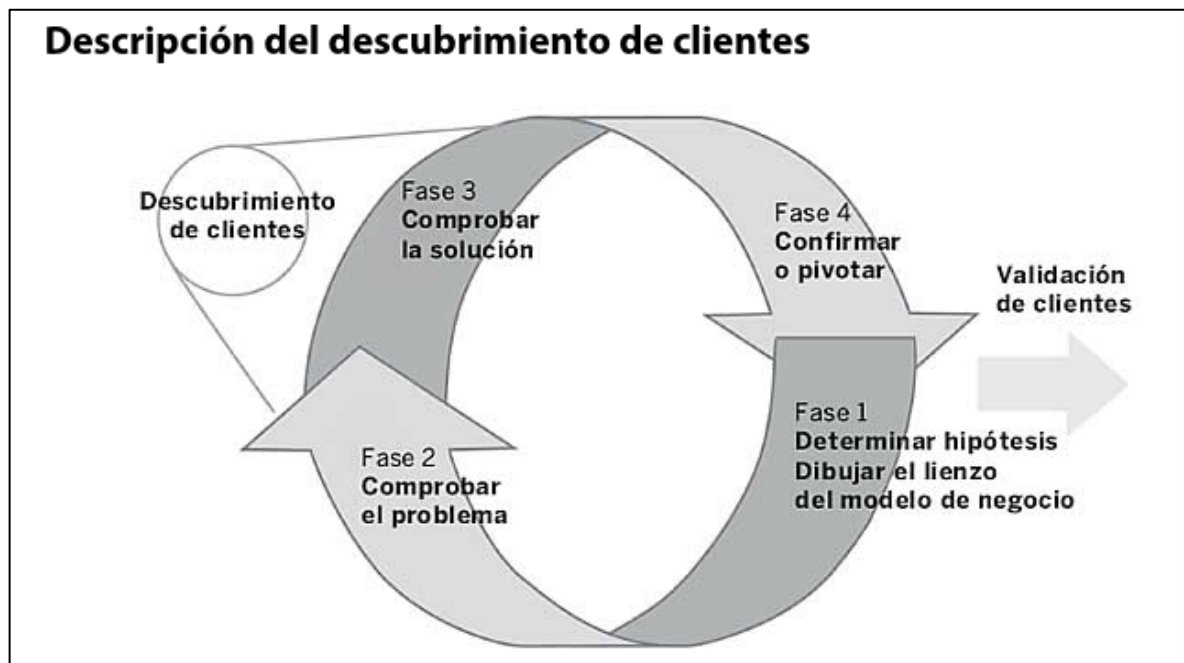 Descripción del descubrimiento de clientes
Descubrimiento
de clientes
Fase 3
Comprobar
la solución
Fase 4
Confirmar
o pivotar
Validación
de clientes
Fase 2
Comprobar
el problema
Fase 1
Determinar hipótesis
Dibujar el lienzo
del modelo de negocio